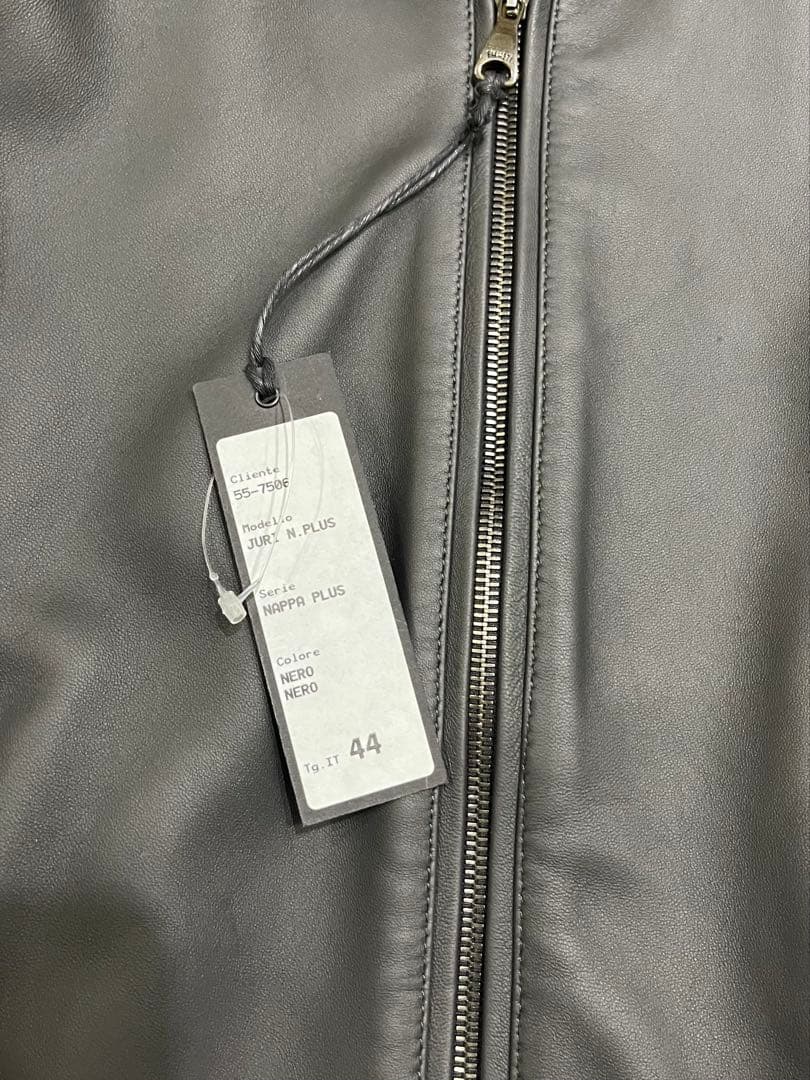 Cliente
55-7506
Modello
JURI N.PLUS
Serie
NAPPA PLUS
Colore
NERO
NERO
Tg.IT 44